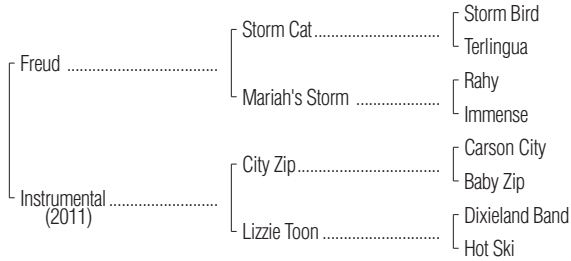 Storm Bird
Storm Cat
Terlingua
Freud
Rahy
Mariah's Storm
Immense
Carson City
City Zip
Baby Zip
Instrumental
(2011)
Dixieland Band
Lizzie Toon
Hot Ski